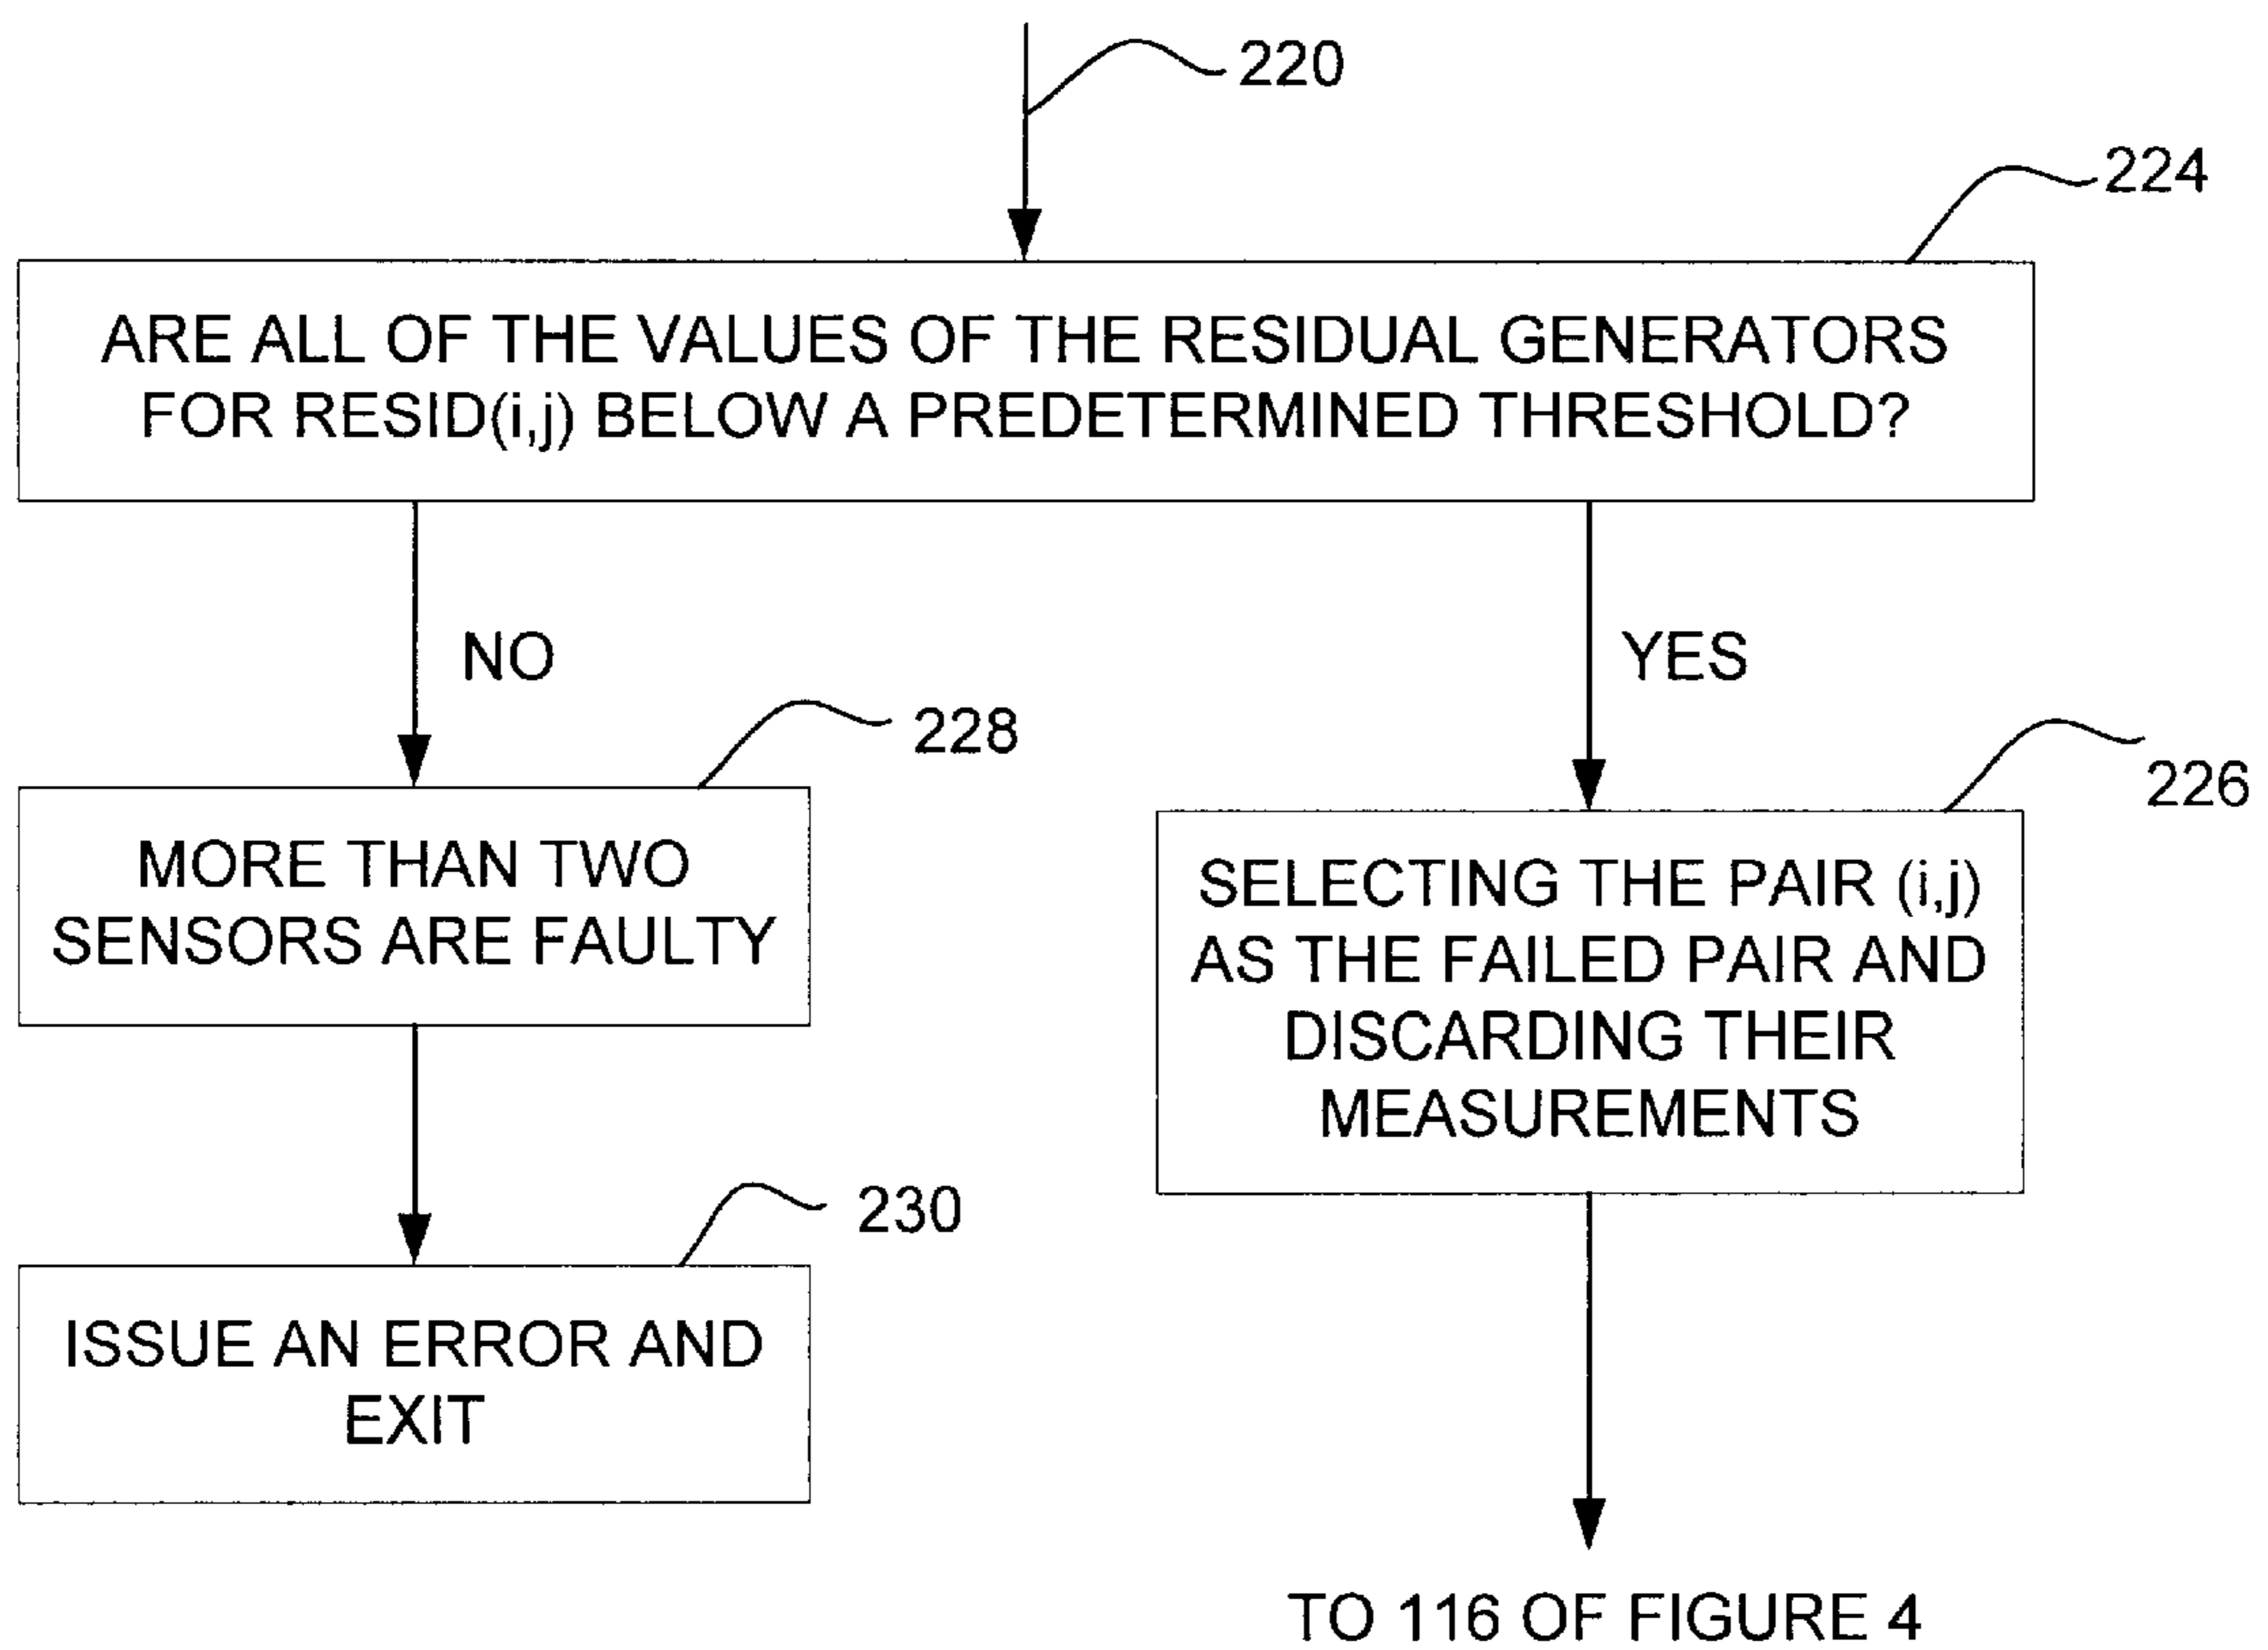 220
224
ARE ALL OF THE VALUES OF THE RESIDUAL GENERATORS
FOR RESID(i,j) BELOW A PREDETERMINED THRESHOLD?
NO
YES
228
MORE THAN TWO
SENSORS ARE FAULTY
226
SELECTING THE PAIR (i,j)
AS THE FAILED PAIR AND
DISCARDING THEIR
MEASUREMENTS
230
ISSUE AN ERROR AND
EXIT
TO 116 OF FIGURE 4